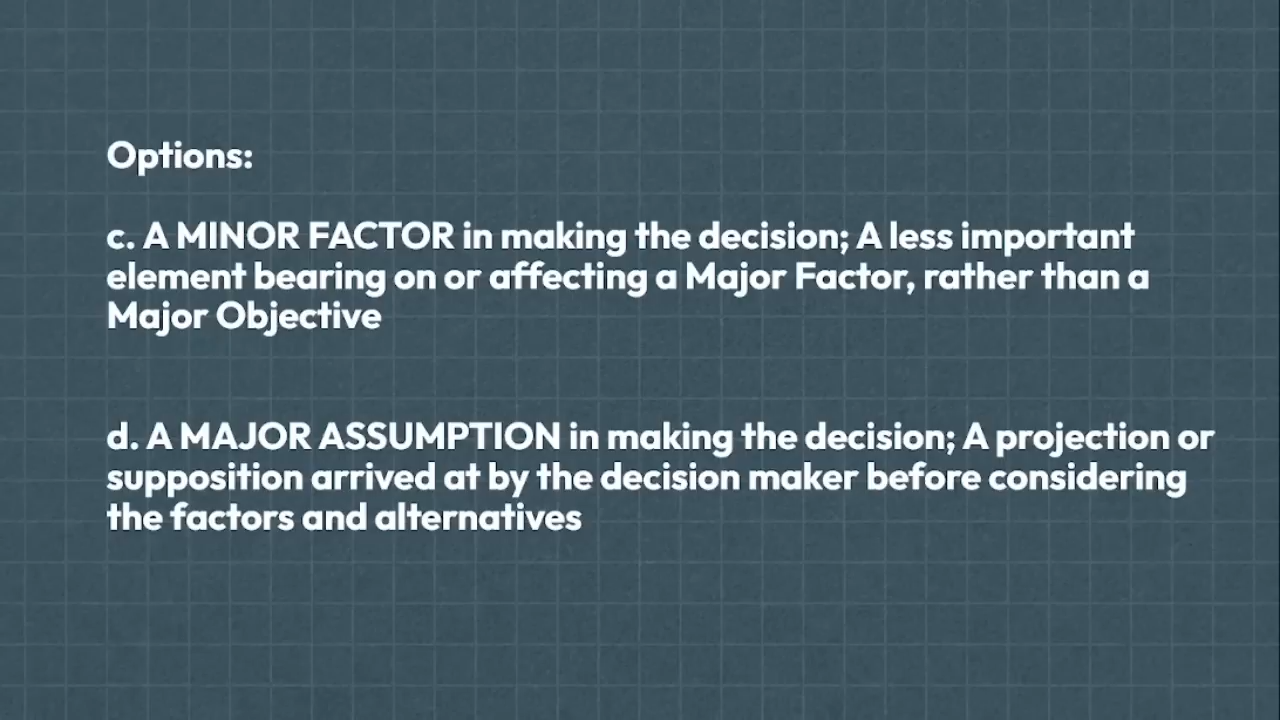 Options:
c. A MINOR FACTOR in making the decision; A less important
element bearing on or affecting a Major Factor, rather than a
Major Objective
d. A MAJOR ASSUMPTION in making the decision; A projection or
supposition arrived at by the decision maker before considering
the factors and alternatives